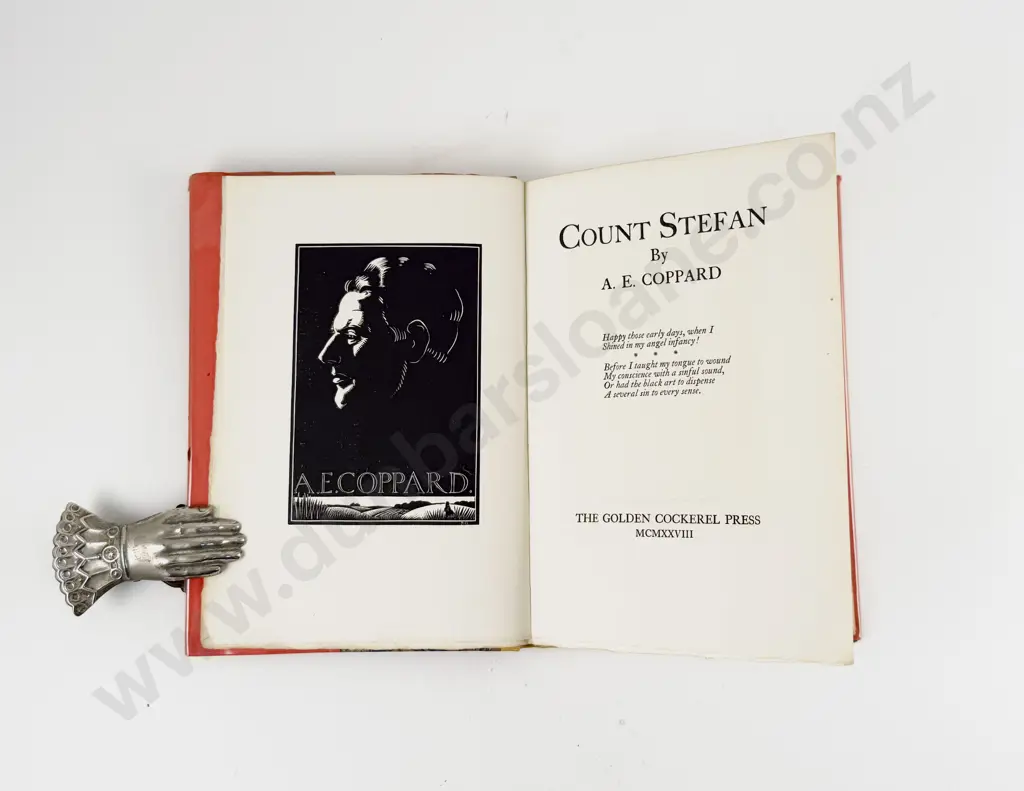 A.E.COPPARD.
COUNT STEFAN
By
A. E. COPPARD
Happy those early days, when I
Shined in my angel infancy!
* * *
Before I taught my tongue to wound
My conscience with a sinful sound,
Or had the black art to dispense
A several sin to every sense.
THE GOLDEN COCKEREL PRESS
MCMXXVIII
www.dunbarsloane.co.nz